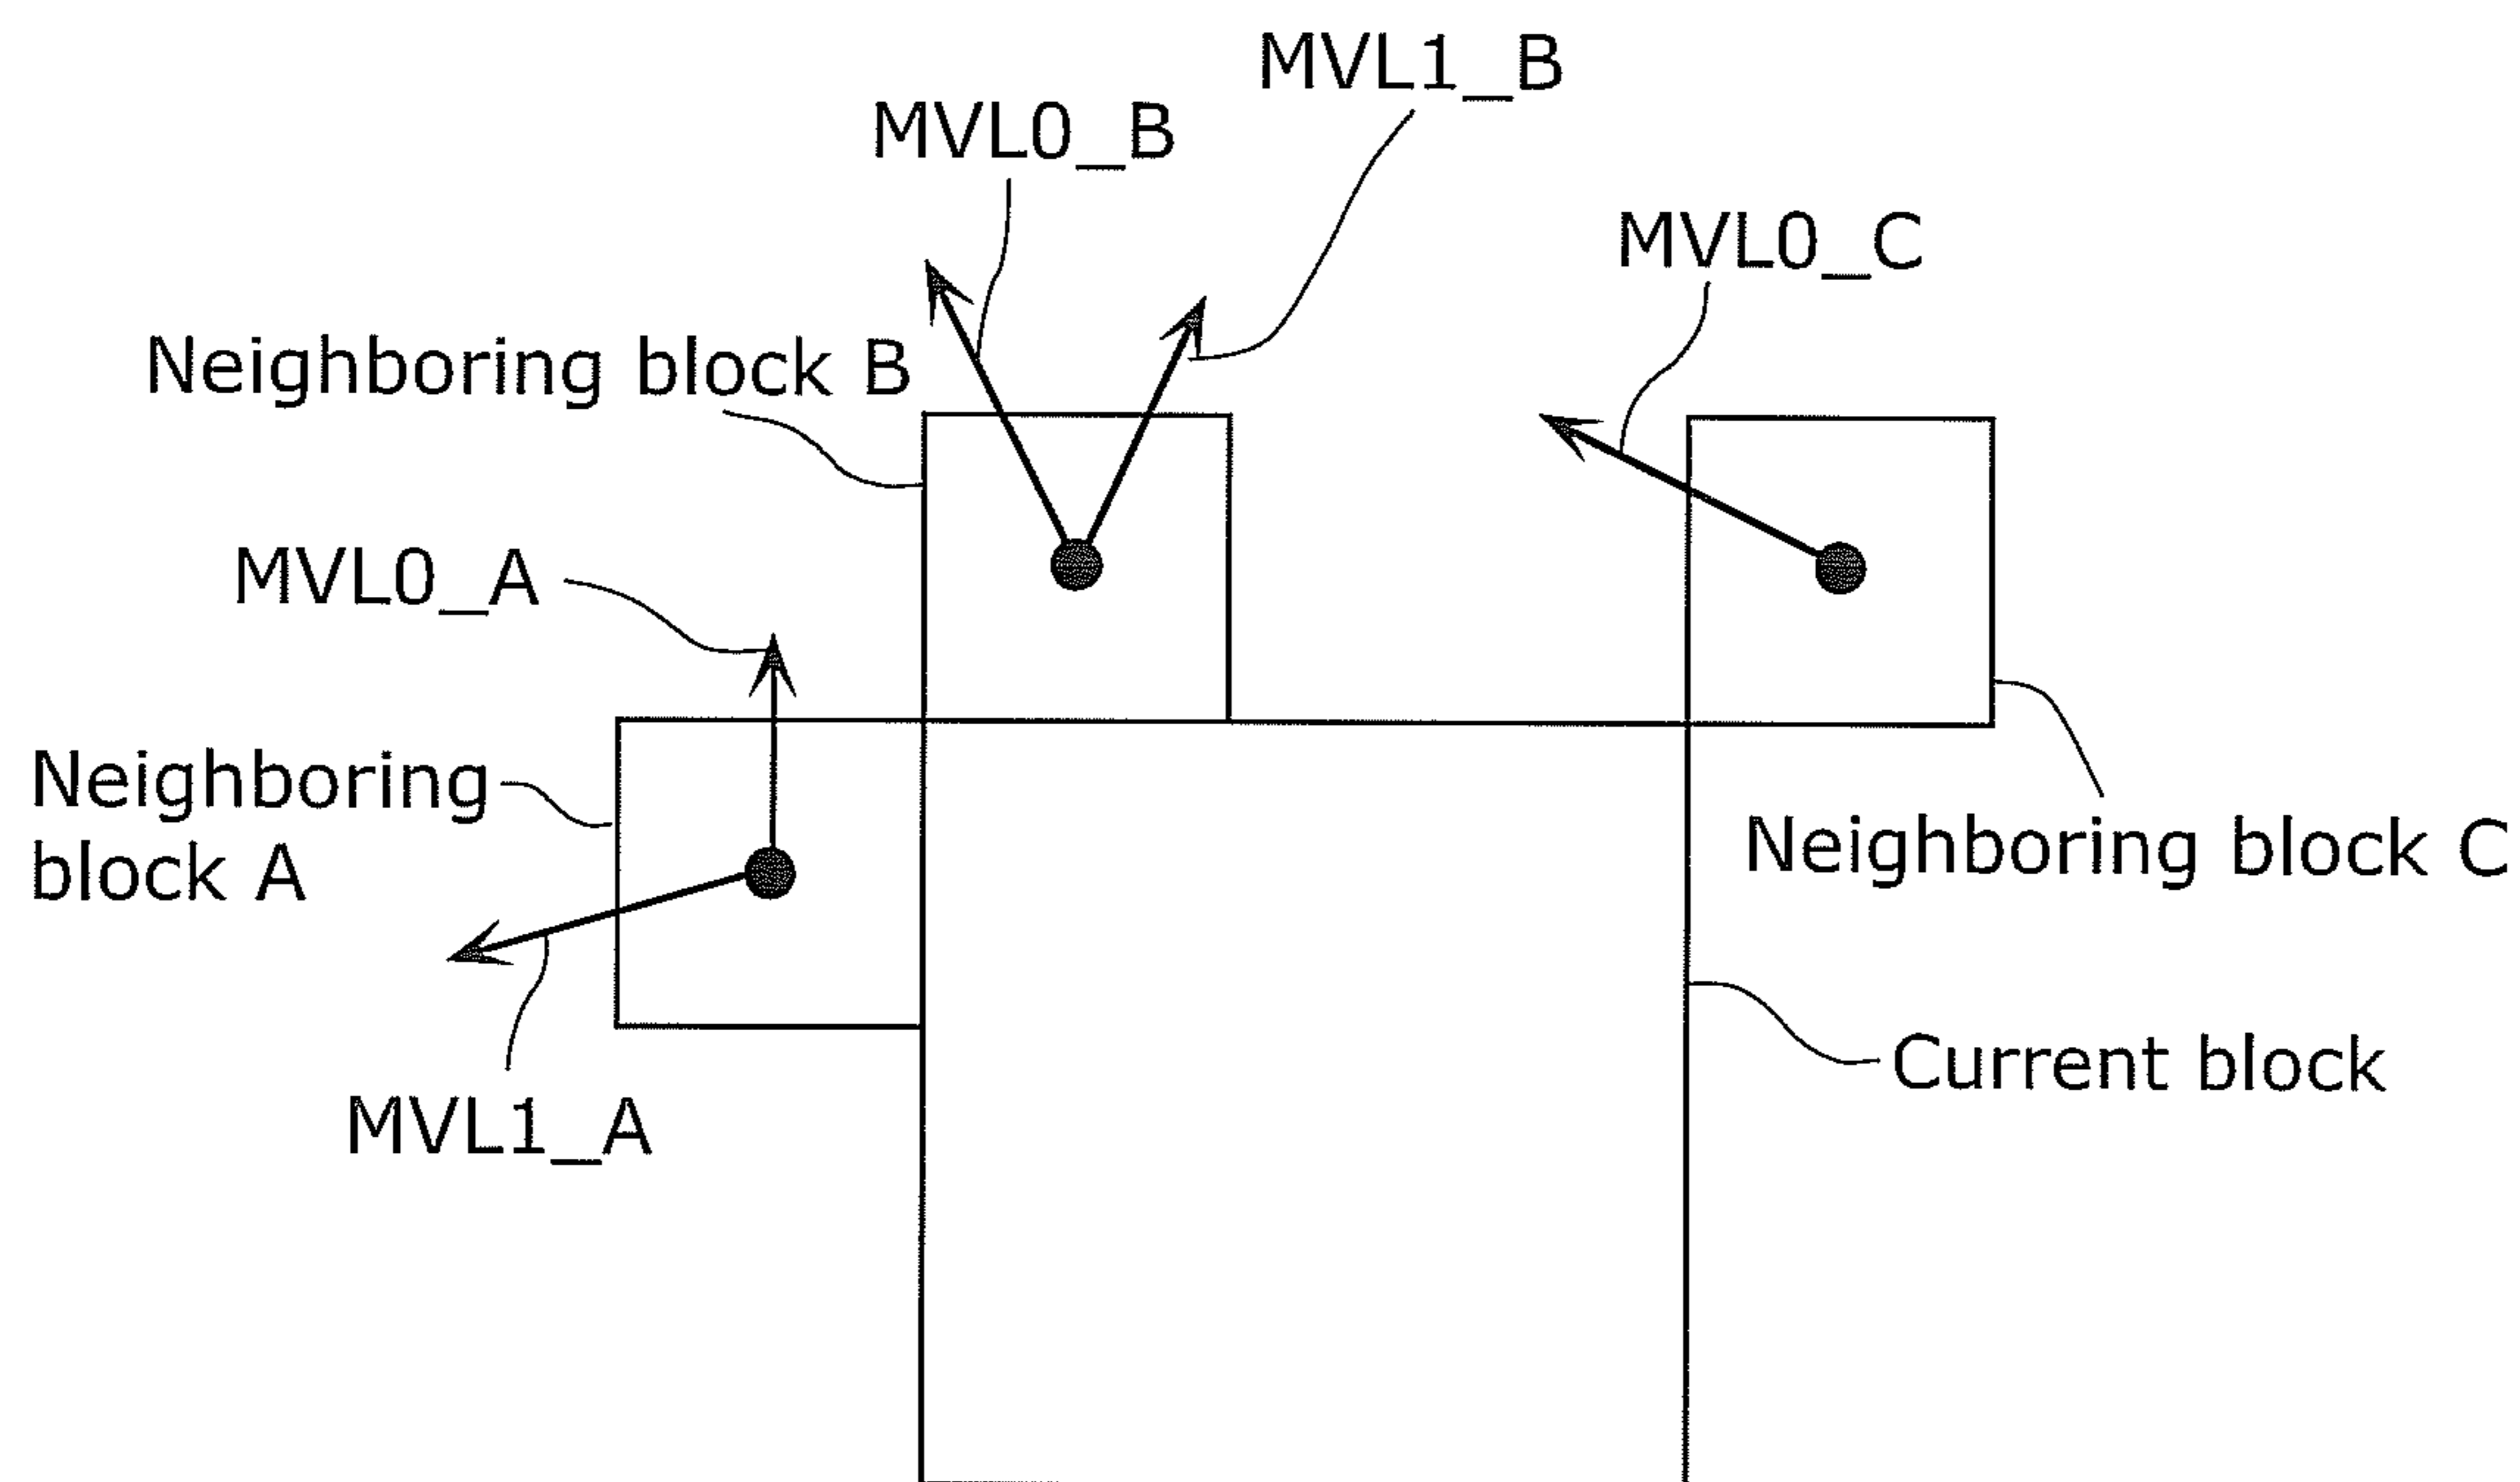 MVL1_B
MVL0_B
MVL0_C
Neighboring block B
MVL0_A
Neighboring
block A
Neighboring block C
Current block
MVL1_A